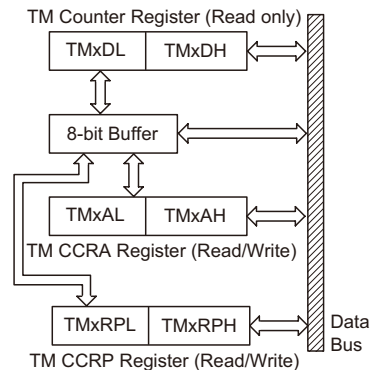 TM Counter Register (Read only)
TMxDL TMxDH
8-bit Buffer
TMxAL TMxAH
TM CCRA Register (Read/Write)
TMxRPL TMxRPH
Data
Bus
TM CCRP Register (Read/Write)